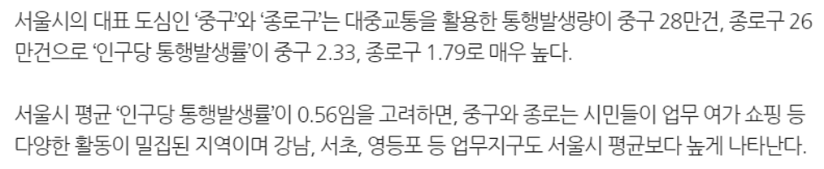 서울시의 대표 도심인 ‘중구’와 ‘종로구’는 대중교통을 활용한 통행발생량이 중구 28만건, 종로구 26
만건으로 ‘인구당 통행발생률’이 중구 2.33, 종로구 1.79로 매우 높다.
서울시 평균 ‘인구당 통행발생률’이 0.56임을 고려하면, 중구와 종로는 시민들이 업무 여가 쇼핑 등
다양한 활동이 밀집된 지역이며 강남, 서초, 영등포 등 업무지구도 서울시 평균보다 높게 나타난다.